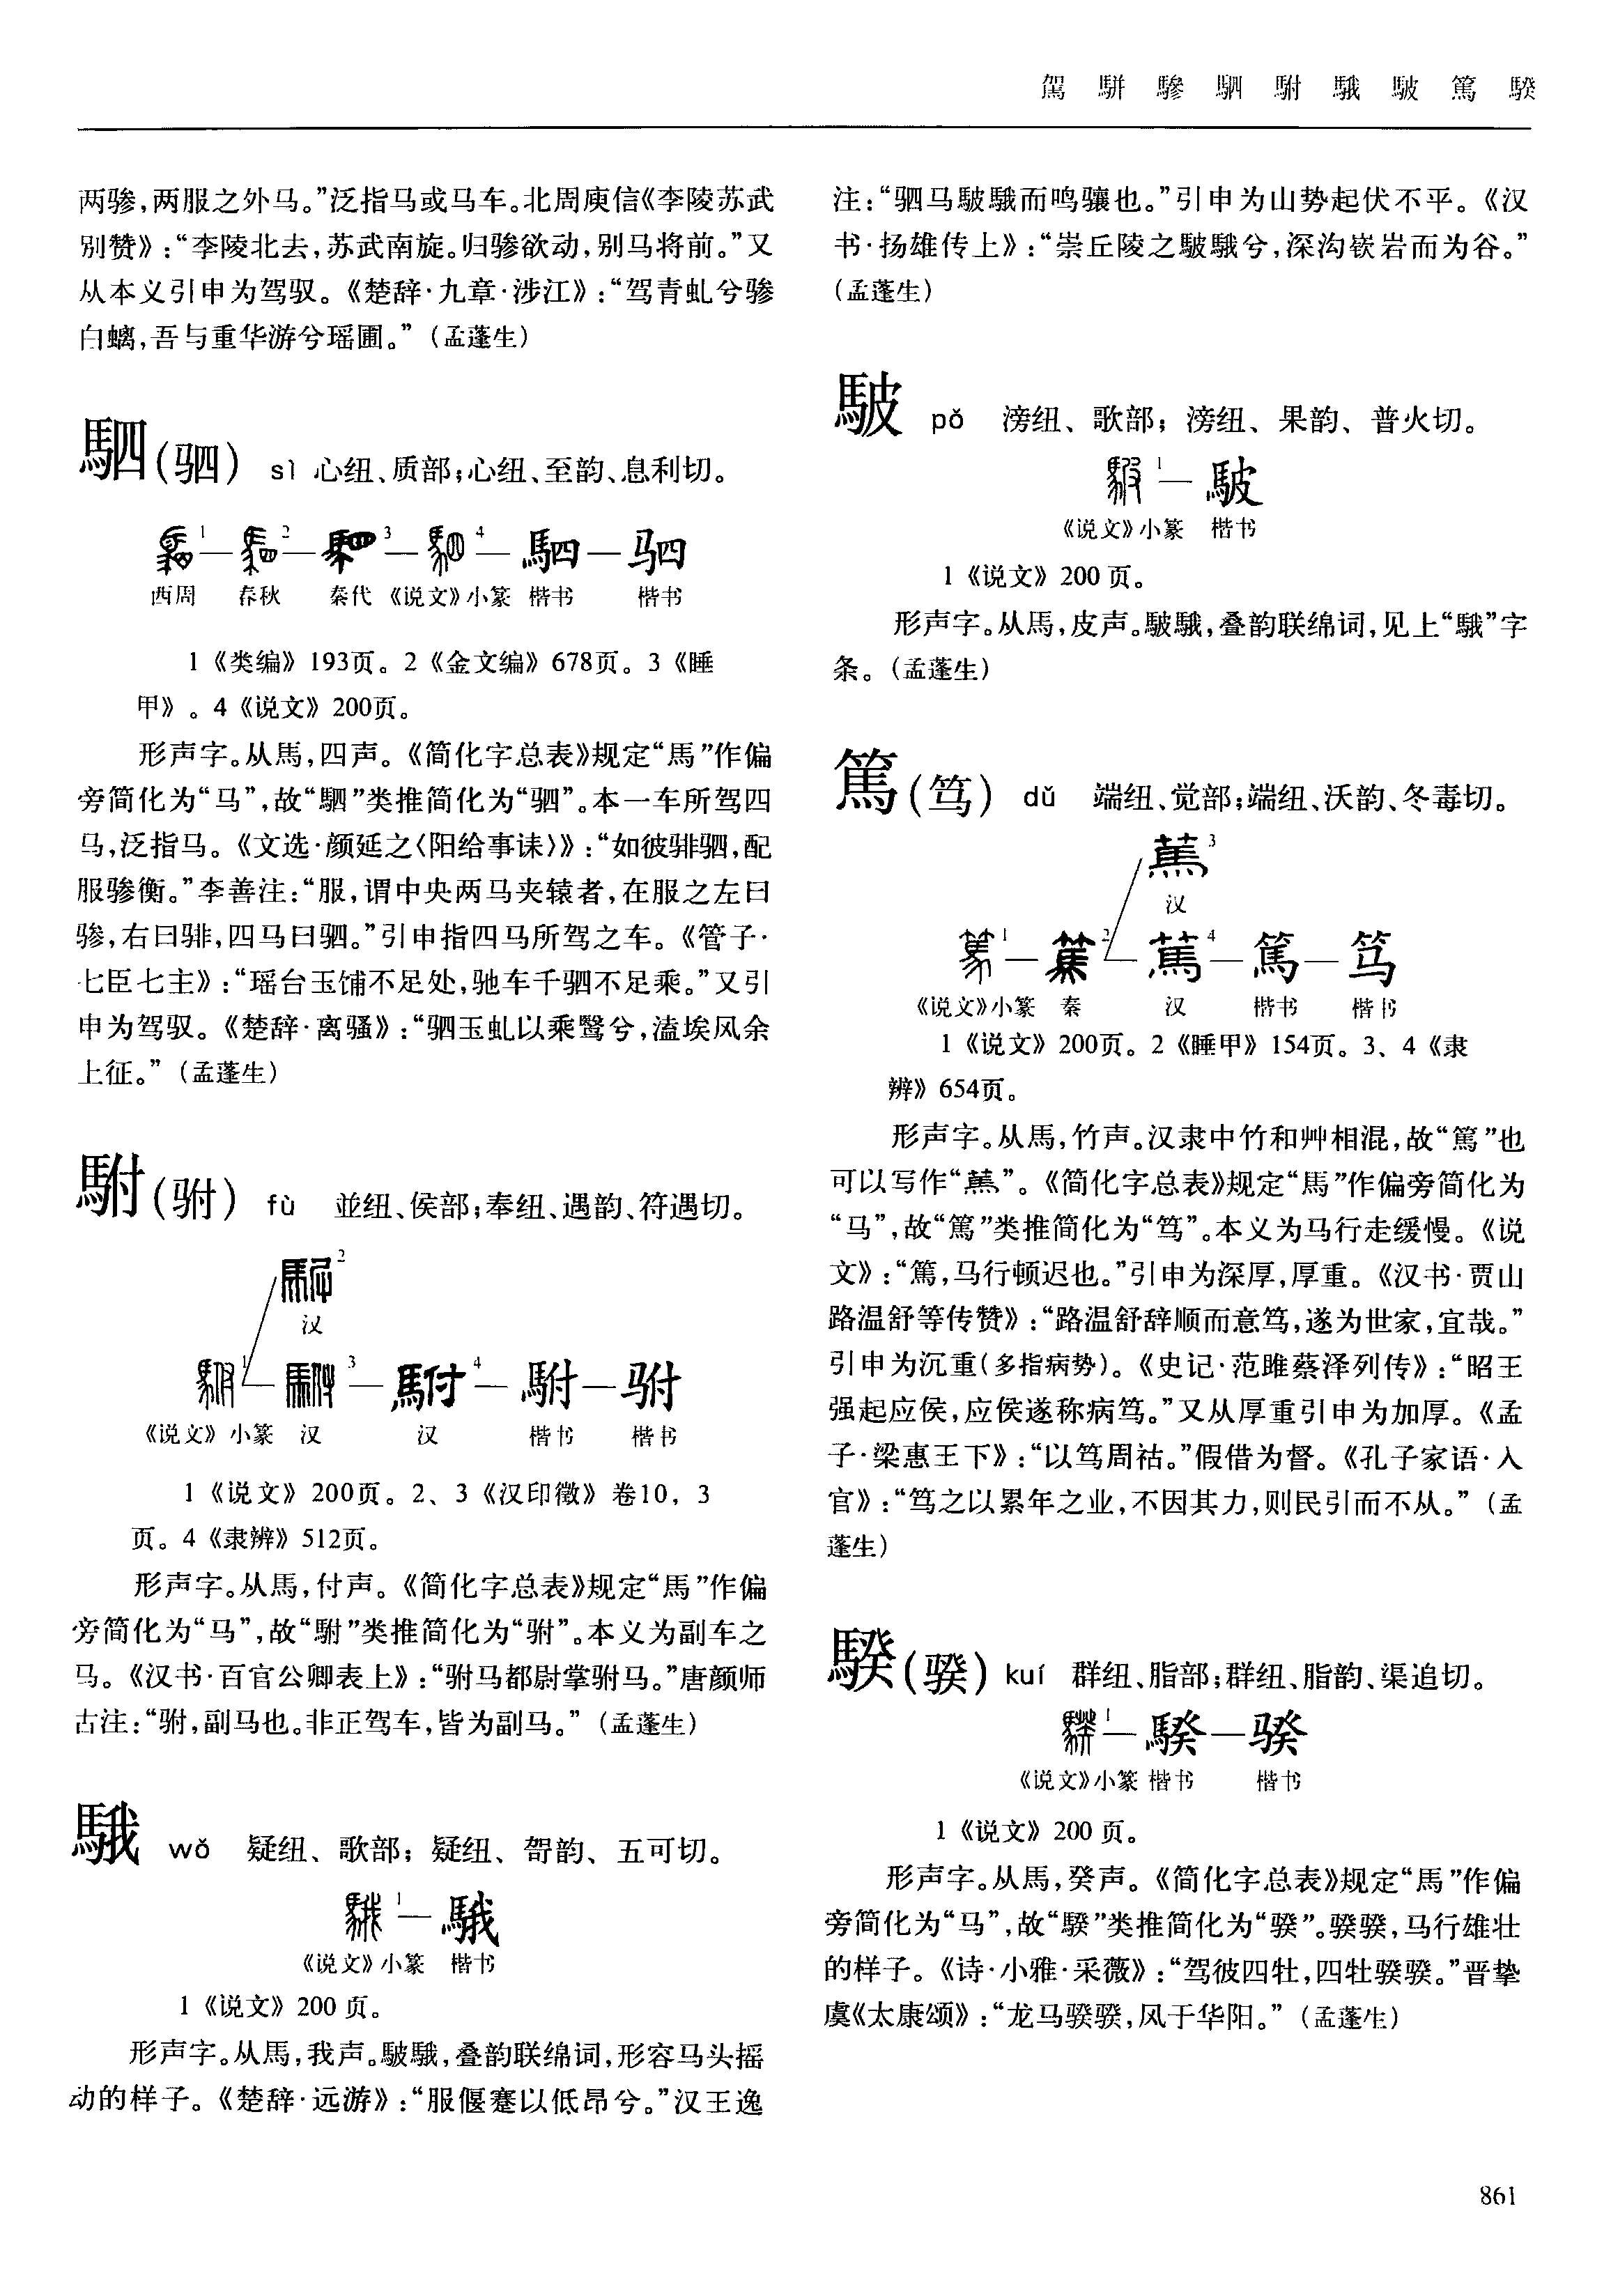 駕 駢 驂 駟 駙 騀 駊 篤 騤
两骖,两服之外马。”泛指马或马车。北周庾信《李陵苏武
别赞》:“李陵北去,苏武南旋。归骖欲动,别马将前。”又
从本义引申为驾驭。《楚辞·九章·涉江》:“驾青虬兮骖
白螭,吾与重华游兮瑶圃。”(孟蓬生)
駟(驷) sì 心纽、质部;心纽、至韵、息利切。
1 — 2 — 3 — 4 — 駟 — 驷
西周 春秋 秦代 《说文》小篆 楷书 楷书
1《类编》193页。2《金文编》678页。3《睡
甲》。4《说文》200页。
形声字。从馬,四声。《简化字总表》规定“馬”作偏
旁简化为“马”,故“駟”类推简化为“驷”。本一车所驾四
马,泛指马。《文选·颜延之〈阳给事诔〉》:“如彼騑驷,配
服骖衡。”李善注:“服,谓中央两马夹辕者,在服之左曰
骖,右曰騑,四马曰驷。”引申指四马所驾之车。《管子·
七臣七主》:“瑶台玉餔不足处,驰车千驷不足乘。”又引
申为驾驭。《楚辞·离骚》:“驷玉虬以乘鹥兮,溘埃风余
上征。”(孟蓬生)
駙(驸) fù 並纽、侯部;奉纽、遇韵、符遇切。
2
汉
1 — 3 — 4 — 駙 — 驸
《说文》小篆 汉 汉 楷书 楷书
1《说文》200页。2、3《汉印徵》卷10,3
页。4《隶辨》512页。
形声字。从馬,付声。《简化字总表》规定“馬”作偏
旁简化为“马”,故“駙”类推简化为“驸”。本义为副车之
马。《汉书·百官公卿表上》:“驸马都尉掌驸马。”唐颜师
古注:“驸,副马也。非正驾车,皆为副马。”(孟蓬生)
騀 wǒ 疑纽、歌部;疑纽、哿韵、五可切。
1 — 騀
《说文》小篆 楷书
1《说文》200 页。
形声字。从馬,我声。駊騀,叠韵联绵词,形容马头摇
动的样子。《楚辞·远游》:“服偃蹇以低昂兮。”汉王逸
注:“驷马駊騀而鸣骧也。”引申为山势起伏不平。《汉
书·扬雄传上》:“崇丘陵之駊騀兮,深沟嵚岩而为谷。”
(孟蓬生)
駊 pǒ 滂纽、歌部;滂纽、果韵、普火切。
1 — 駊
《说文》小篆 楷书
1《说文》200 页。
形声字。从馬,皮声。駊騀,叠韵联绵词,见上“騀”字
条。(孟蓬生)
篤(笃) dǔ 端纽、觉部;端纽、沃韵、冬毒切。
3
汉
1 — 2 — 4 — 篤 — 笃
《说文》小篆 秦 汉 楷书 楷书
1《说文》200页。2《睡甲》154页。3、4《隶
辨》654页。
形声字。从馬,竹声。汉隶中竹和艸相混,故“篤”也
可以写作“䔍”。《简化字总表》规定“馬”作偏旁简化为
“马”,故“篤”类推简化为“笃”。本义为马行走缓慢。《说
文》:“篤,马行顿迟也。”引申为深厚,厚重。《汉书·贾山
路温舒等传赞》:“路温舒辞顺而意笃,遂为世家,宜哉。”
引申为沉重(多指病势)。《史记·范雎蔡泽列传》:“昭王
强起应侯,应侯遂称病笃。”又从厚重引申为加厚。《孟
子·梁惠王下》:“以笃周祜。”假借为督。《孔子家语·入
官》:“笃之以累年之业,不因其力,则民引而不从。”(孟
蓬生)
騤(骙) kuí 群纽、脂部;群纽、脂韵、渠追切。
1 — 騤 — 骙
《说文》小篆 楷书 楷书
1《说文》200 页。
形声字。从馬,癸声。《简化字总表》规定“馬”作偏
旁简化为“马”,故“騤”类推简化为“骙”。骙骙,马行雄壮
的样子。《诗·小雅·采薇》:“驾彼四牡,四牡骙骙。”晋挚
虞《太康颂》:“龙马骙骙,风于华阳。”(孟蓬生)
861